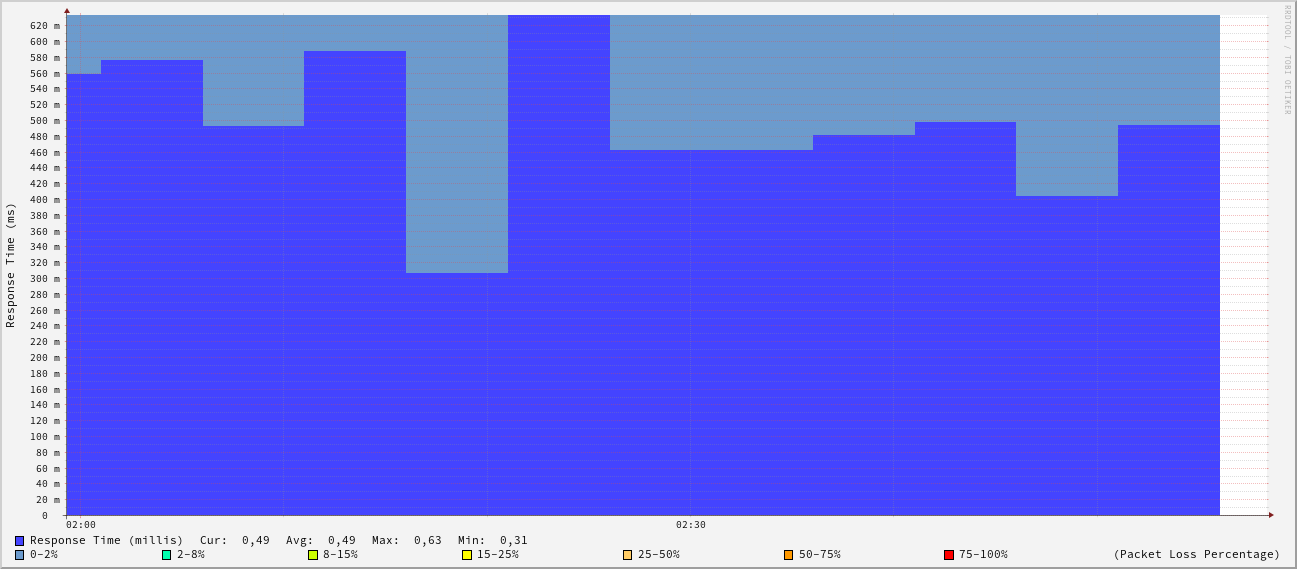 RRDTOOL / TOBI OETIKER
Response Time (ms)
620 m
600 m
580 m
560 m
540 m
520 m
500 m
480 m
460 m
440 m
420 m
400 m
380 m
360 m
340 m
320 m
300 m
280 m
260 m
240 m
220 m
200 m
180 m
160 m
140 m
120 m
100 m
80 m
60 m
40 m
20 m
0
02:00 02:30
Response Time (millis) Cur: 0,49 Avg: 0,49 Max: 0,63 Min: 0,31
0-2% 2-8% 8-15% 15-25% 25-50% 50-75% 75-100% (Packet Loss Percentage)